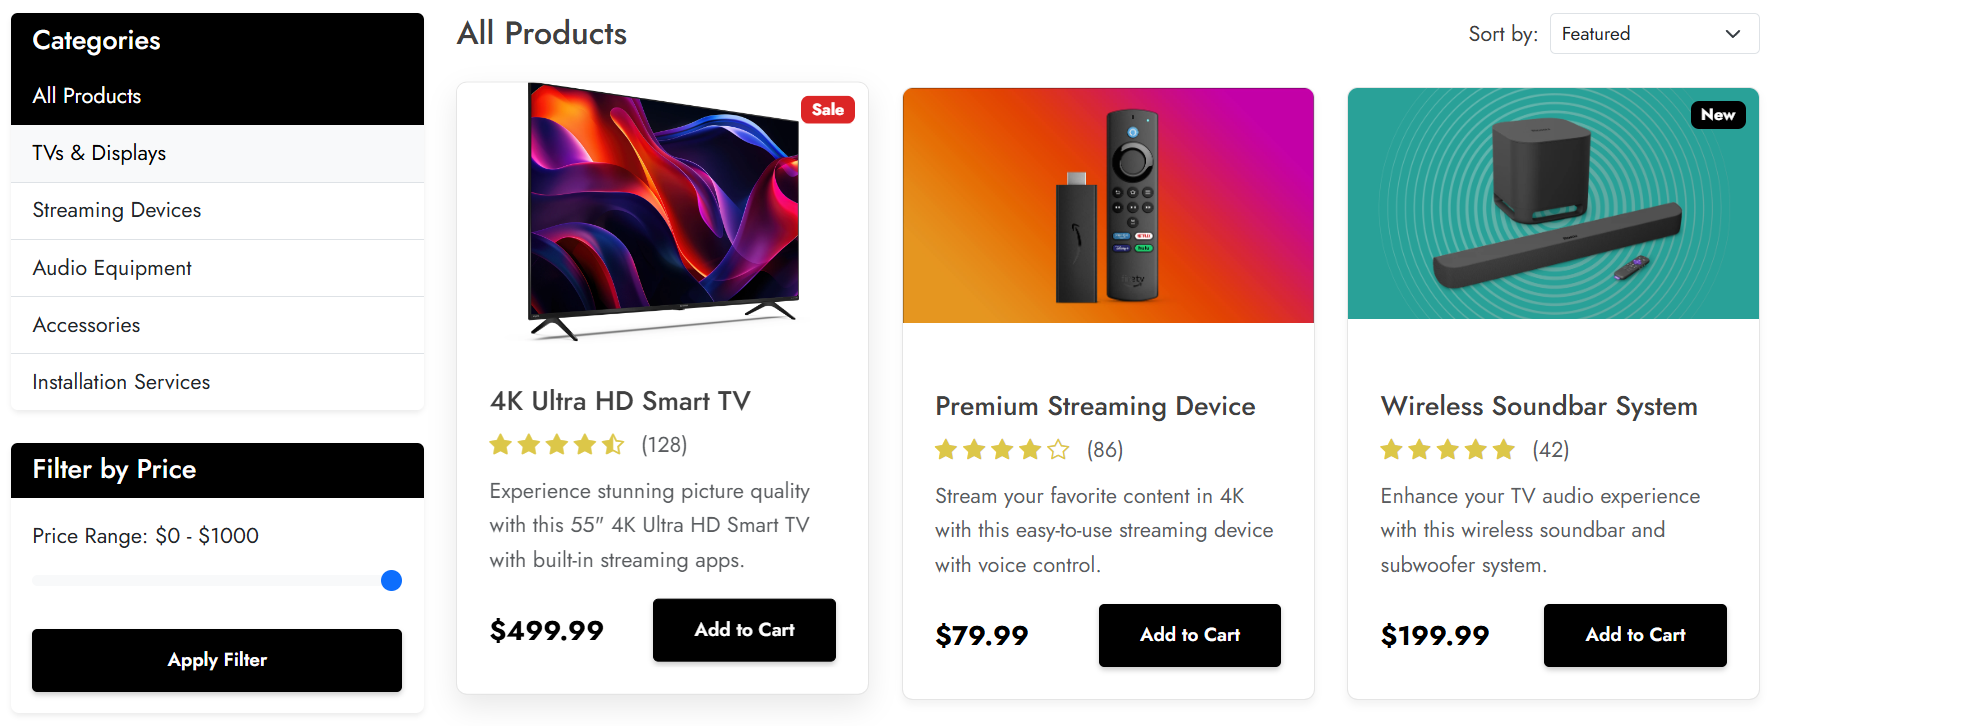 Categories
All Products
TVs & Displays
Streaming Devices
Audio Equipment
Accessories
Installation Services
Filter by Price
Price Range: $0 - $1000
Apply Filter
All Products
Sort by: Featured
Sale
4K Ultra HD Smart TV
(128)
Experience stunning picture quality
with this 55" 4K Ultra HD Smart TV
with built-in streaming apps.
$499.99 Add to Cart
Premium Streaming Device
(86)
Stream your favorite content in 4K
with this easy-to-use streaming device
with voice control.
$79.99 Add to Cart
New
Wireless Soundbar System
(42)
Enhance your TV audio experience
with this wireless soundbar and
subwoofer system.
$199.99 Add to Cart